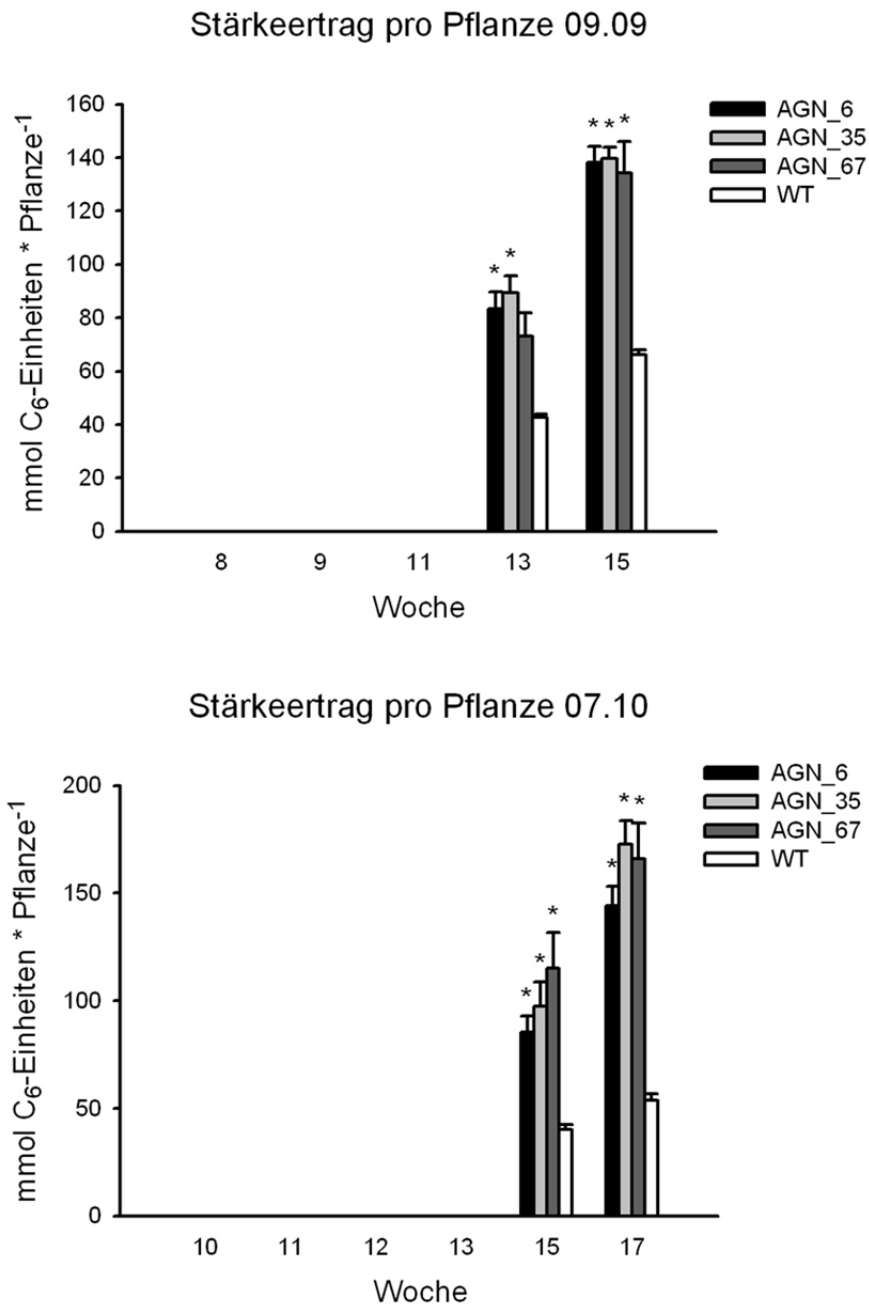 Stärkeertrag pro Pflanze 09.09
mmol C₆-Einheiten * Pflanze⁻¹
160
140
120
100
80
60
40
20
0
* *
* * *
AGN_6
AGN_35
AGN_67
WT
8 9 11 13 15
Woche
Stärkeertrag pro Pflanze 07.10
mmol C₆-Einheiten * Pflanze⁻¹
200
150
100
50
0
* * *
* * *
AGN_6
AGN_35
AGN_67
WT
10 11 12 13 15 17
Woche